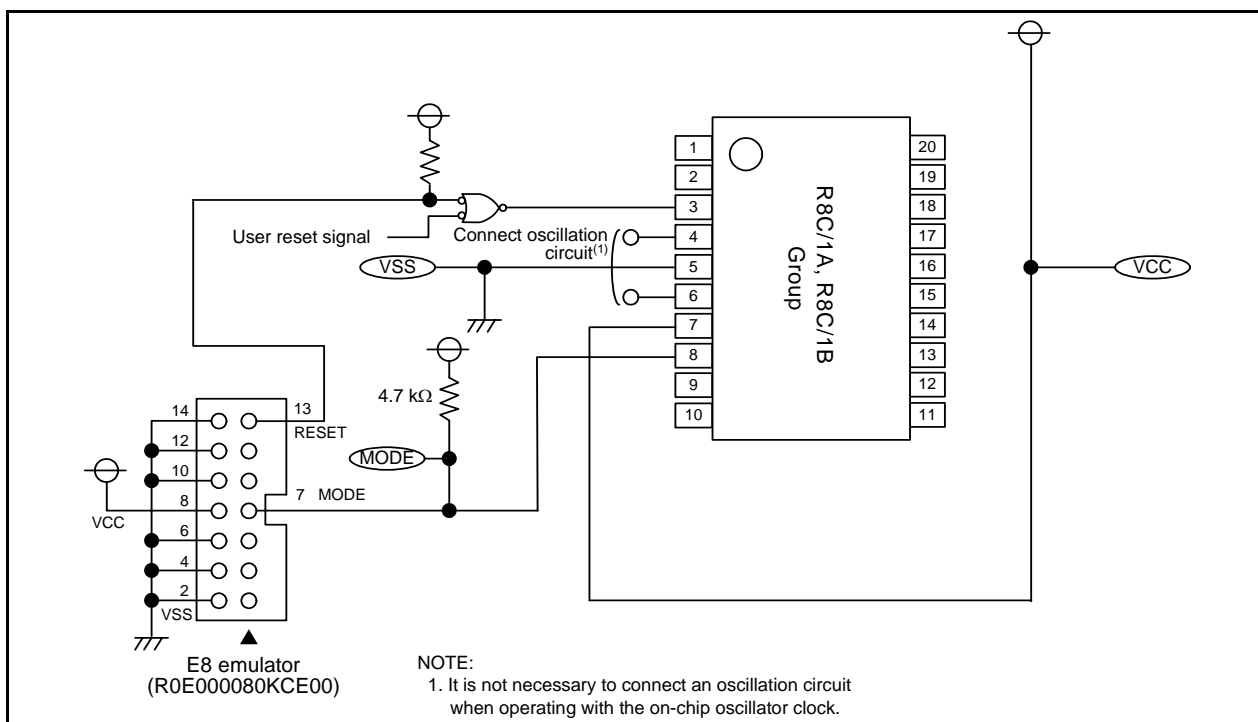 User reset signal
Connect oscillation
circuit(1)
VSS
1
2
3
4
5
6
7
8
9
10
20
19
18
17
16
15
14
13
12
11
R8C/1A, R8C/1B
Group
VCC
4.7 kΩ
MODE
14
12
10
8
6
4
2
VCC
VSS
13
RESET
7 MODE
E8 emulator
(R0E000080KCE00)
NOTE:
1. It is not necessary to connect an oscillation circuit
when operating with the on-chip oscillator clock.